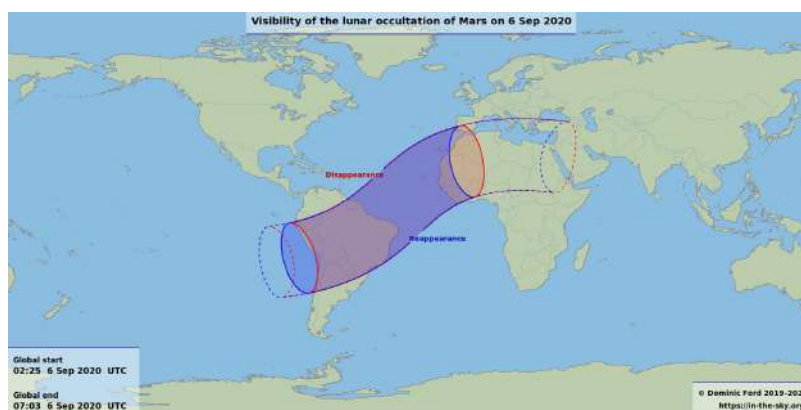 Visibility of the lunar occultation of Mars on 6 Sep 2020
Disappearance
Reappearance
Global start
02:25 6 Sep 2020 UTC
Global end
07:03 6 Sep 2020 UTC
© Dominic Ford 2019-202
https://in-the-sky.org